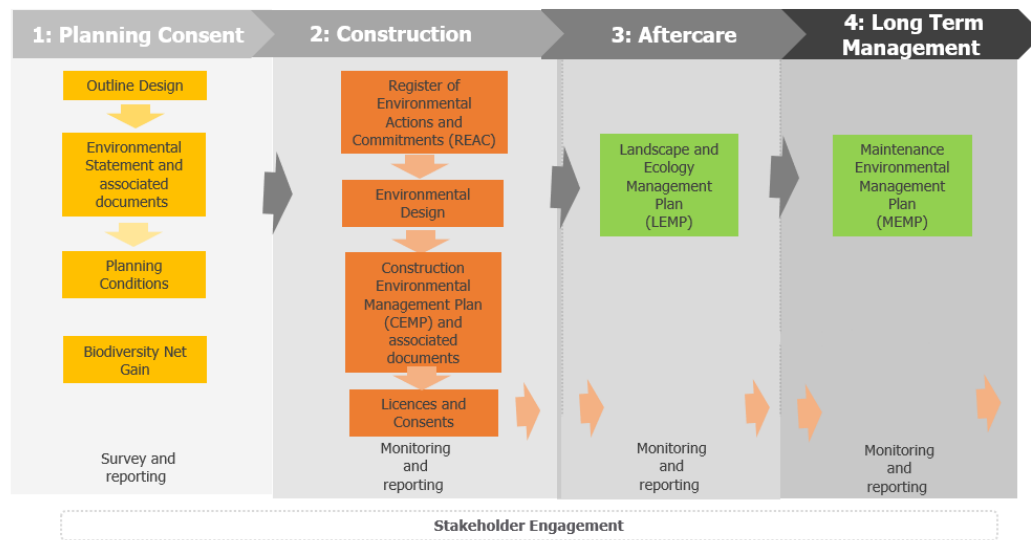 1: Planning Consent
2: Construction
3: Aftercare
4: Long Term
Management
Outline Design
Environmental
Statement and
associated
documents
Planning
Conditions
Biodiversity Net
Gain
Survey and
reporting
Register of
Environmental
Actions and
Commitments (REAC)
Environmental
Design
Construction
Environmental
Management Plan
(CEMP) and
associated
documents
Licences and
Consents
Monitoring
and
reporting
Landscape and
Ecology
Management
Plan
(LEMP)
Monitoring
and
reporting
Maintenance
Environmental
Management
Plan
(MEMP)
Monitoring
and
reporting
Stakeholder Engagement